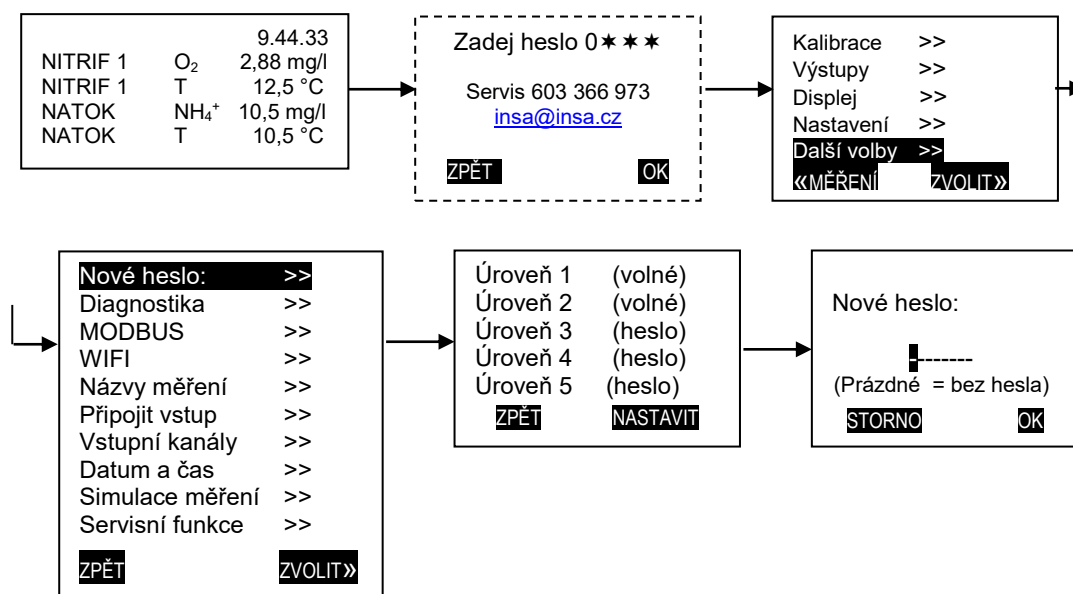 9.44.33
NITRIF 1 O₂ 2,88 mg/l
NITRIF 1 T 12,5 °C
NATOK NH₄⁺ 10,5 mg/l
NATOK T 10,5 °C
Zadej heslo 0✶✶✶
Servis 603 366 973
insa@insa.cz
ZPĚT OK
Kalibrace >>
Výstupy >>
Displej >>
Nastavení >>
Další volby >>
«MĚŘENÍ ZVOLIT»
Nové heslo: >>
Diagnostika >>
MODBUS >>
WIFI >>
Názvy měření >>
Připojit vstup >>
Vstupní kanály >>
Datum a čas >>
Simulace měření >>
Servisní funkce >>
ZPĚT ZVOLIT»
Úroveň 1 (volné)
Úroveň 2 (volné)
Úroveň 3 (heslo)
Úroveň 4 (heslo)
Úroveň 5 (heslo)
ZPĚT NASTAVIT
Nové heslo:
--------
(Prázdné = bez hesla)
STORNO OK